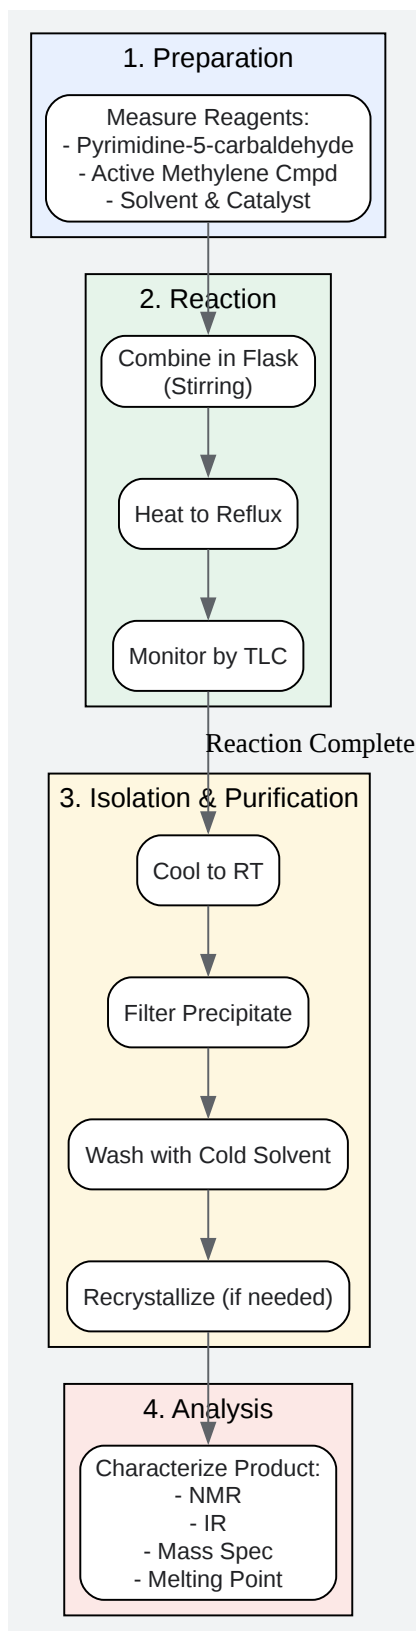 1. Preparation
Measure Reagents:
- Pyrimidine-5-carbaldehyde
- Active Methylene Cmpd
- Solvent & Catalyst
2. Reaction
Combine in Flask
(Stirring)
Heat to Reflux
Monitor by TLC
Reaction Complete
3. Isolation & Purification
Cool to RT
Filter Precipitate
Wash with Cold Solvent
Recrystallize (if needed)
4. Analysis
Characterize Product:
- NMR
- IR
- Mass Spec
- Melting Point